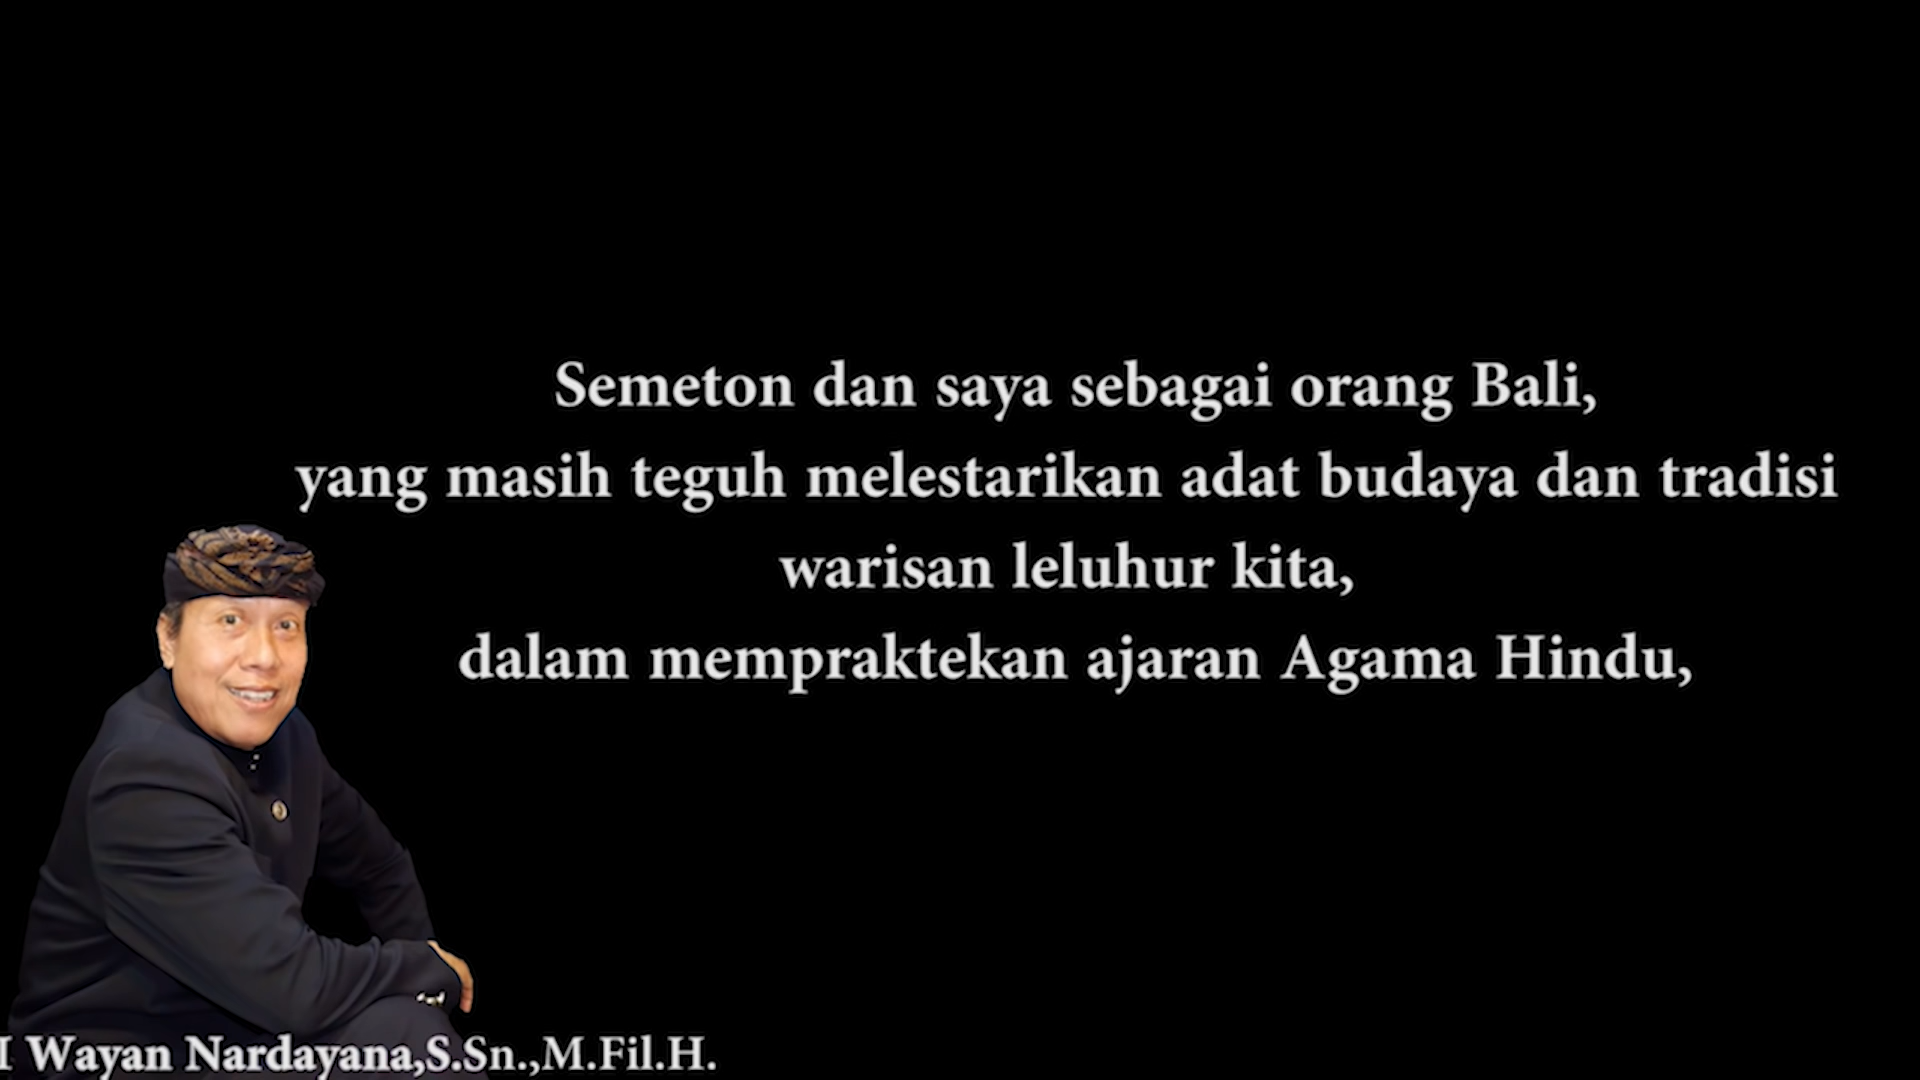 Semeton dan saya sebagai orang Bali,
yang masih teguh melestarikan adat budaya dan tradisi
warisan leluhur kita,
dalam mempraktekan ajaran Agama Hindu,
I Wayan Nardayana,S.Sn.,M.Fil.H.